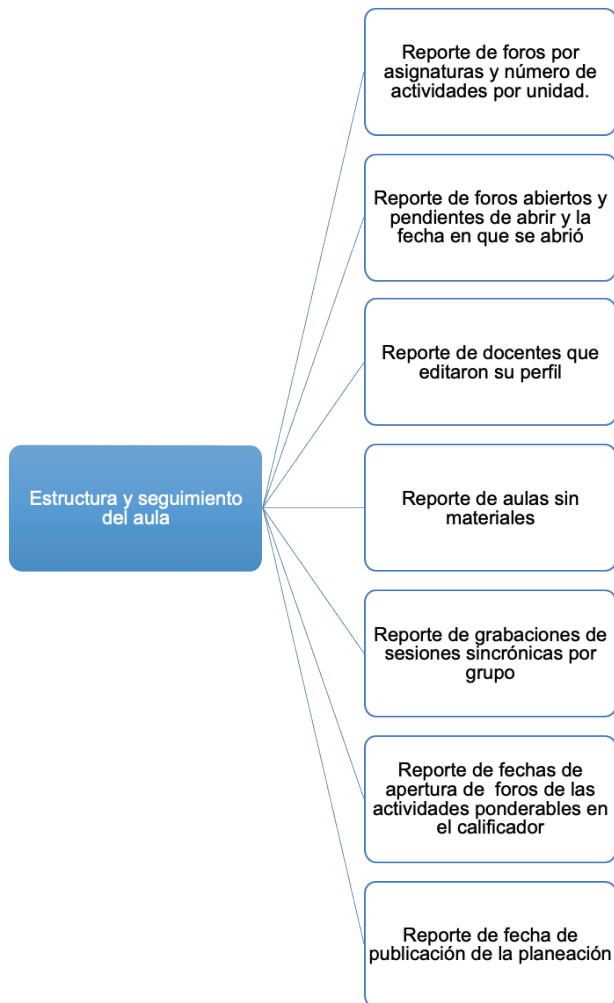 Reporte de foros por
asignaturas y número de
actividades por unidad.
Reporte de foros abiertos y
pendientes de abrir y la
fecha en que se abrió
Reporte de docentes que
editaron su perfil
Estructura y seguimiento
del aula
Reporte de aulas sin
materiales
Reporte de grabaciones de
sesiones sincrónicas por
grupo
Reporte de fechas de
apertura de foros de las
actividades ponderables en
el calificador
Reporte de fecha de
publicación de la planeación